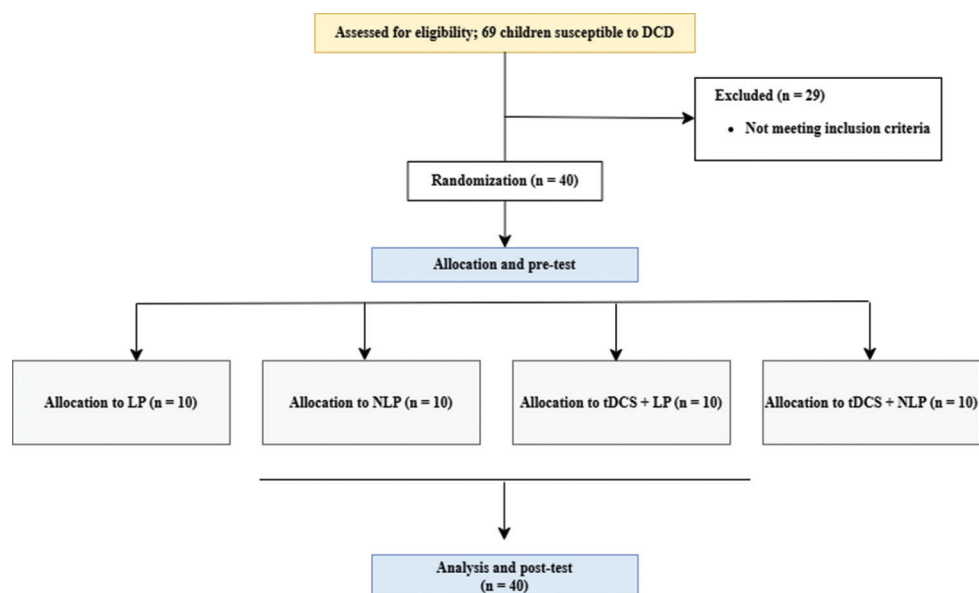 Assessed for eligibility; 69 children susceptible to DCD
Excluded (n = 29)
• Not meeting inclusion criteria
Randomization (n = 40)
Allocation and pre-test
Allocation to LP (n = 10)
Allocation to NLP (n = 10)
Allocation to tDCS + LP (n = 10)
Allocation to tDCS + NLP (n = 10)
Analysis and post-test
(n = 40)